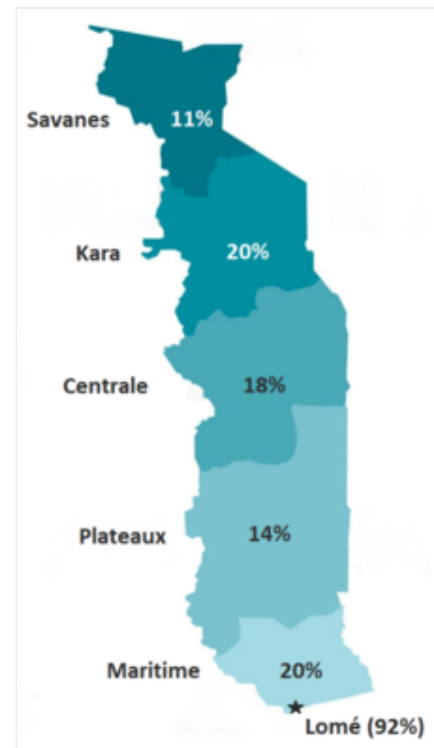 Savanes 11%
Kara 20%
Centrale 18%
Plateaux 14%
Maritime 20%
Lomé (92%)